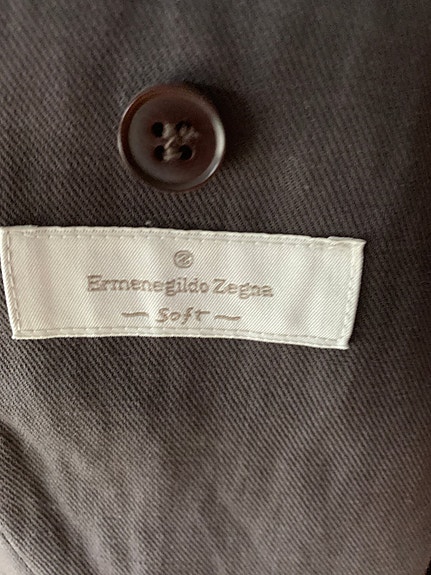 Ermenegildo Zegna
— Soft —